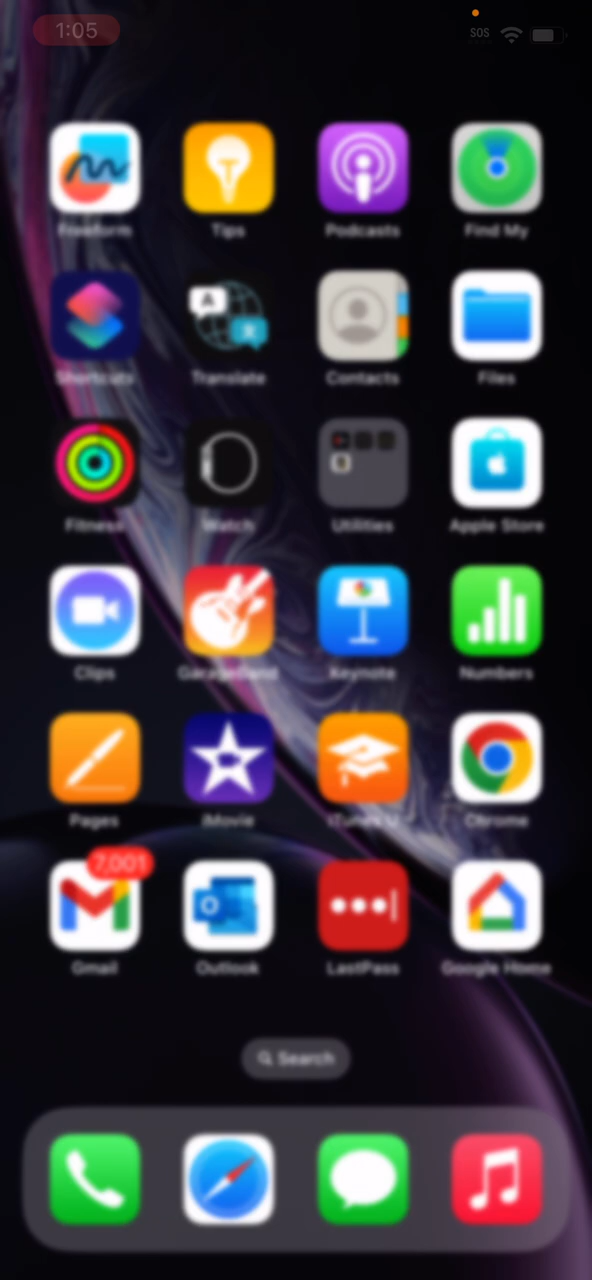 1:05 SOS
Freeform Tips Podcasts Find My
Shortcuts Translate Contacts Files
Fitness Watch Utilities Apple Store
Clips GarageBand Keynote Numbers
Pages iMovie iTunes U Chrome
7,001
Gmail Outlook LastPass Google Home
Search